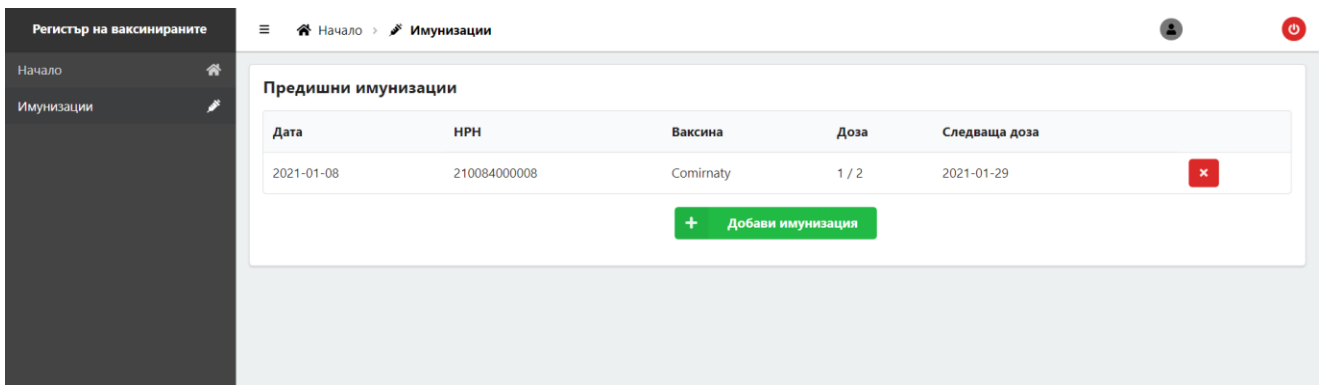 Регистър на ваксинираните
Начало > Имунизации
Начало
Имунизации
Предишни имунизации
Дата НРН Ваксина Доза Следваща доза
2021-01-08 210084000008 Comirnaty 1 / 2 2021-01-29
+ Добави имунизация